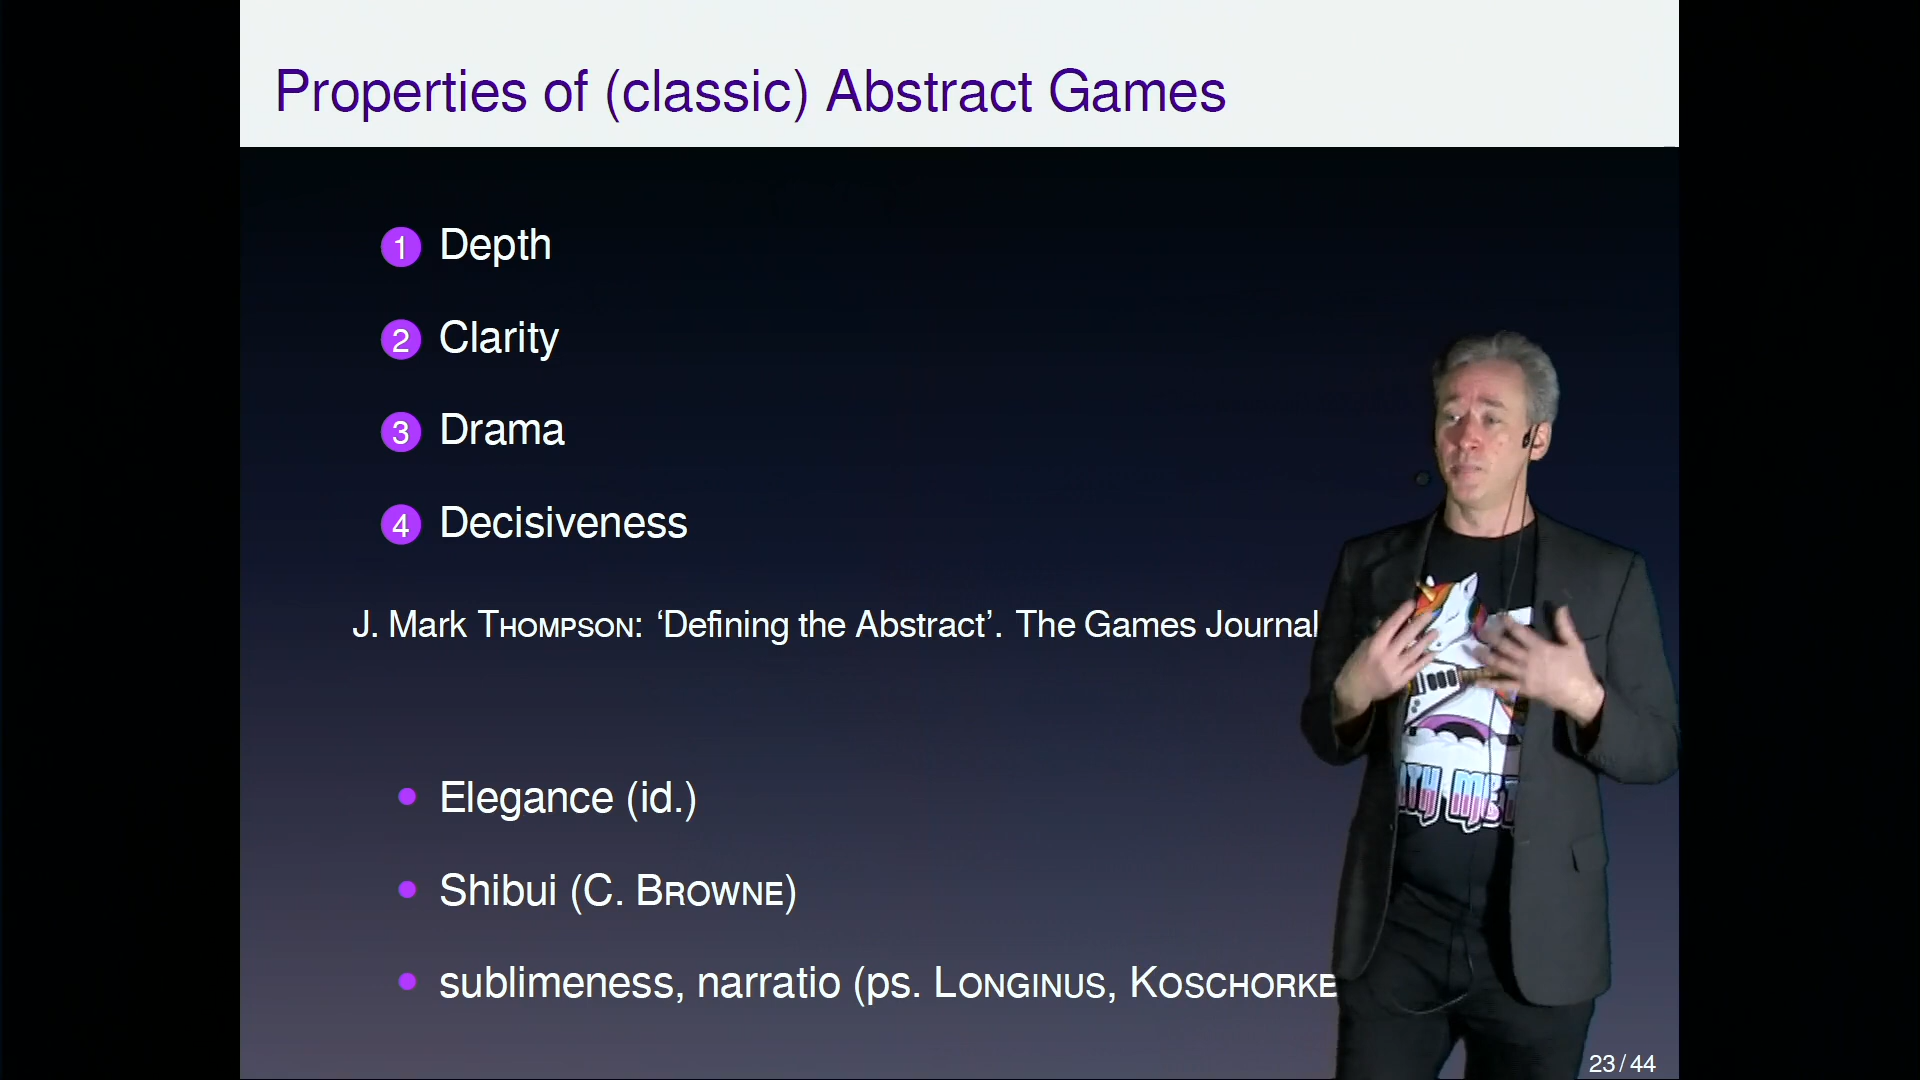 Properties of (classic) Abstract Games
1 Depth
2 Clarity
3 Drama
4 Decisiveness
J. Mark THOMPSON: ‘Defining the Abstract’. The Games Journal
• Elegance (id.)
• Shibui (C. BROWNE)
• sublimeness, narratio (ps. LONGINUS, KOSCHORKE
23 / 44